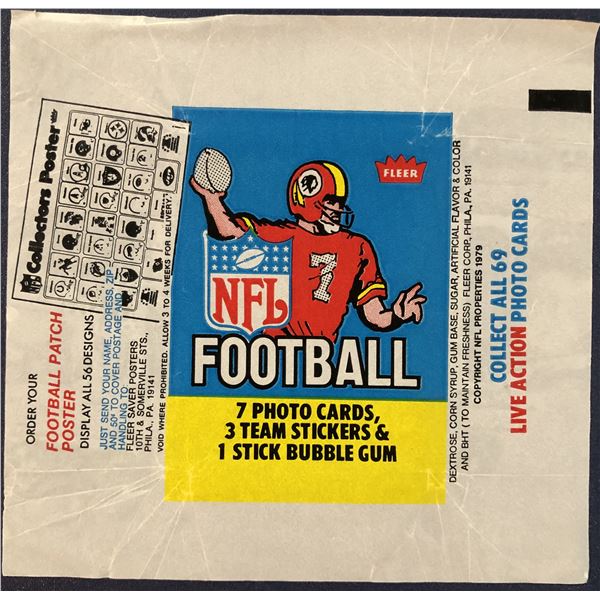 Collectors Poster
ORDER YOUR
FOOTBALL PATCH
POSTER
DISPLAY ALL 56 DESIGNS
JUST SEND YOUR NAME, ADDRESS, ZIP
AND 50¢ TO COVER POSTAGE AND
HANDLING TO:
FLEER SAVER POSTERS
10TH & SOMERVILLE STS.,
PHILA., PA. 19141
VOID WHERE PROHIBITED. ALLOW 3 TO 4 WEEKS FOR DELIVERY.
FLEER
7
NFL
FOOTBALL
7 PHOTO CARDS,
3 TEAM STICKERS &
1 STICK BUBBLE GUM
DEXTROSE, CORN SYRUP, GUM BASE, SUGAR, ARTIFICIAL FLAVOR & COLOR
AND BHT ( TO MAINTAIN FRESHNESS) FLEER CORP., PHILA., PA. 19141
COPYRIGHT NFL PROPERTIES 1979
COLLECT ALL 69
LIVE ACTION PHOTO CARDS